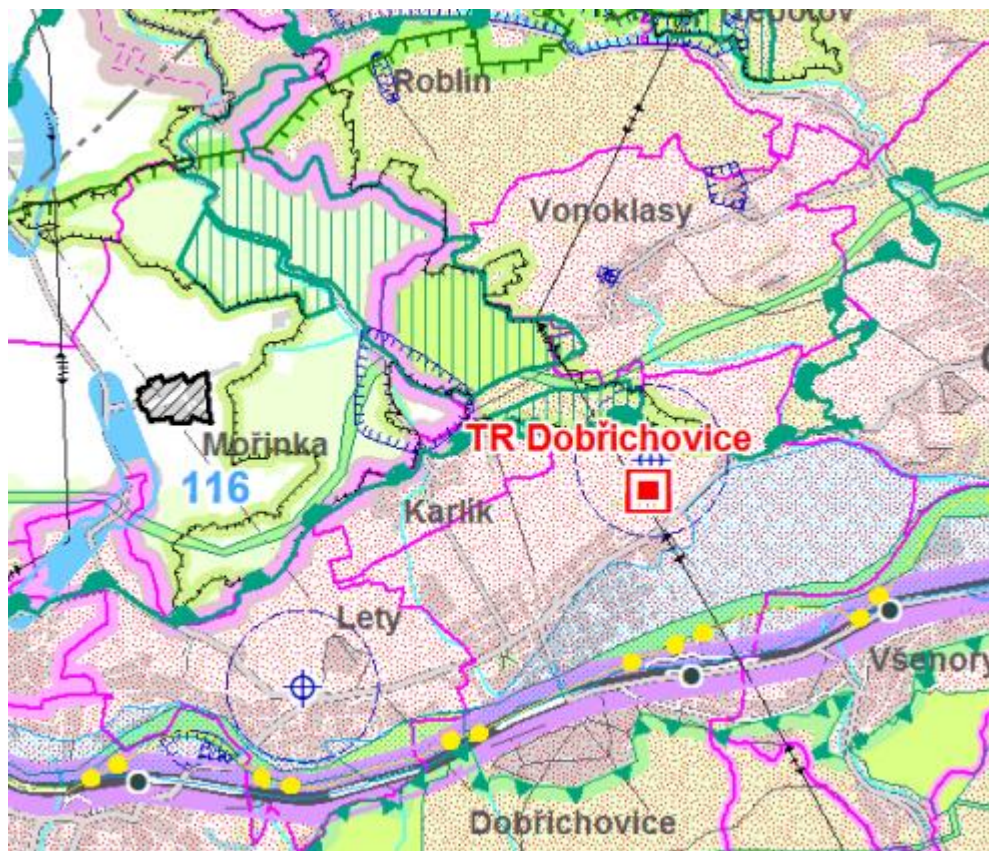 Roblín
Vonoklasy
Mořinka
TR Dobřichovice
116
Karlík
Lety
Všenory
Dobřichovice